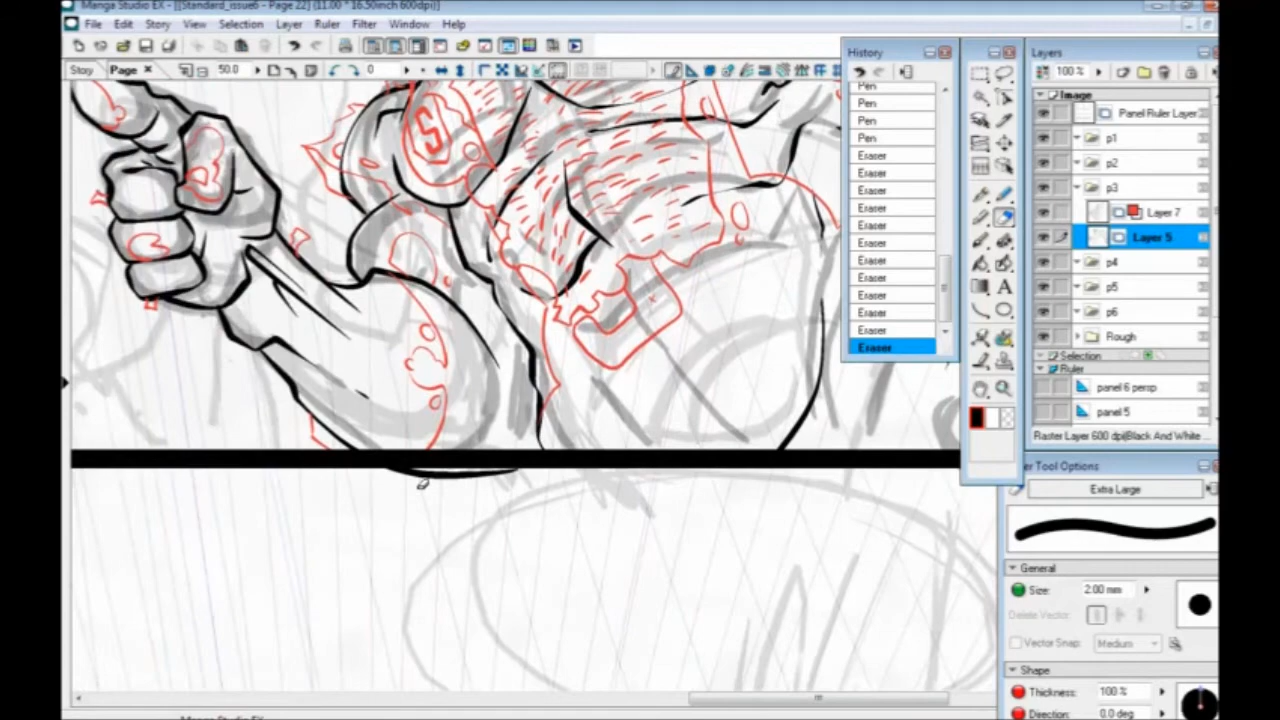 Manga Studio EX - [[Standard_issue6 - Page 22] (11.00 * 16.50inch 600dpi)]
File Edit Story View Selection Layer Ruler Filter Window Help
Story Page 50.0 0
History
Pen
Pen
Pen
Pen
Eraser
Eraser
Eraser
Eraser
Eraser
Eraser
Eraser
Eraser
Eraser
Eraser
Eraser
Eraser
Layers
100 %
Image
Panel Ruler Layer
p1
p2
p3
Layer 7
Layer 5
p4
p5
p6
Rough
Selection
Ruler
panel 6 persp
panel 5
Raster Layer 600 dpi(Black And White ...
Tool Options
Extra Large
General
Size: 2.00 mm
Delete Vector:
Vector Snap: Medium
Shape
Thickness: 100 %
Direction: 0.0 deg
S
A
Manga Studio EX